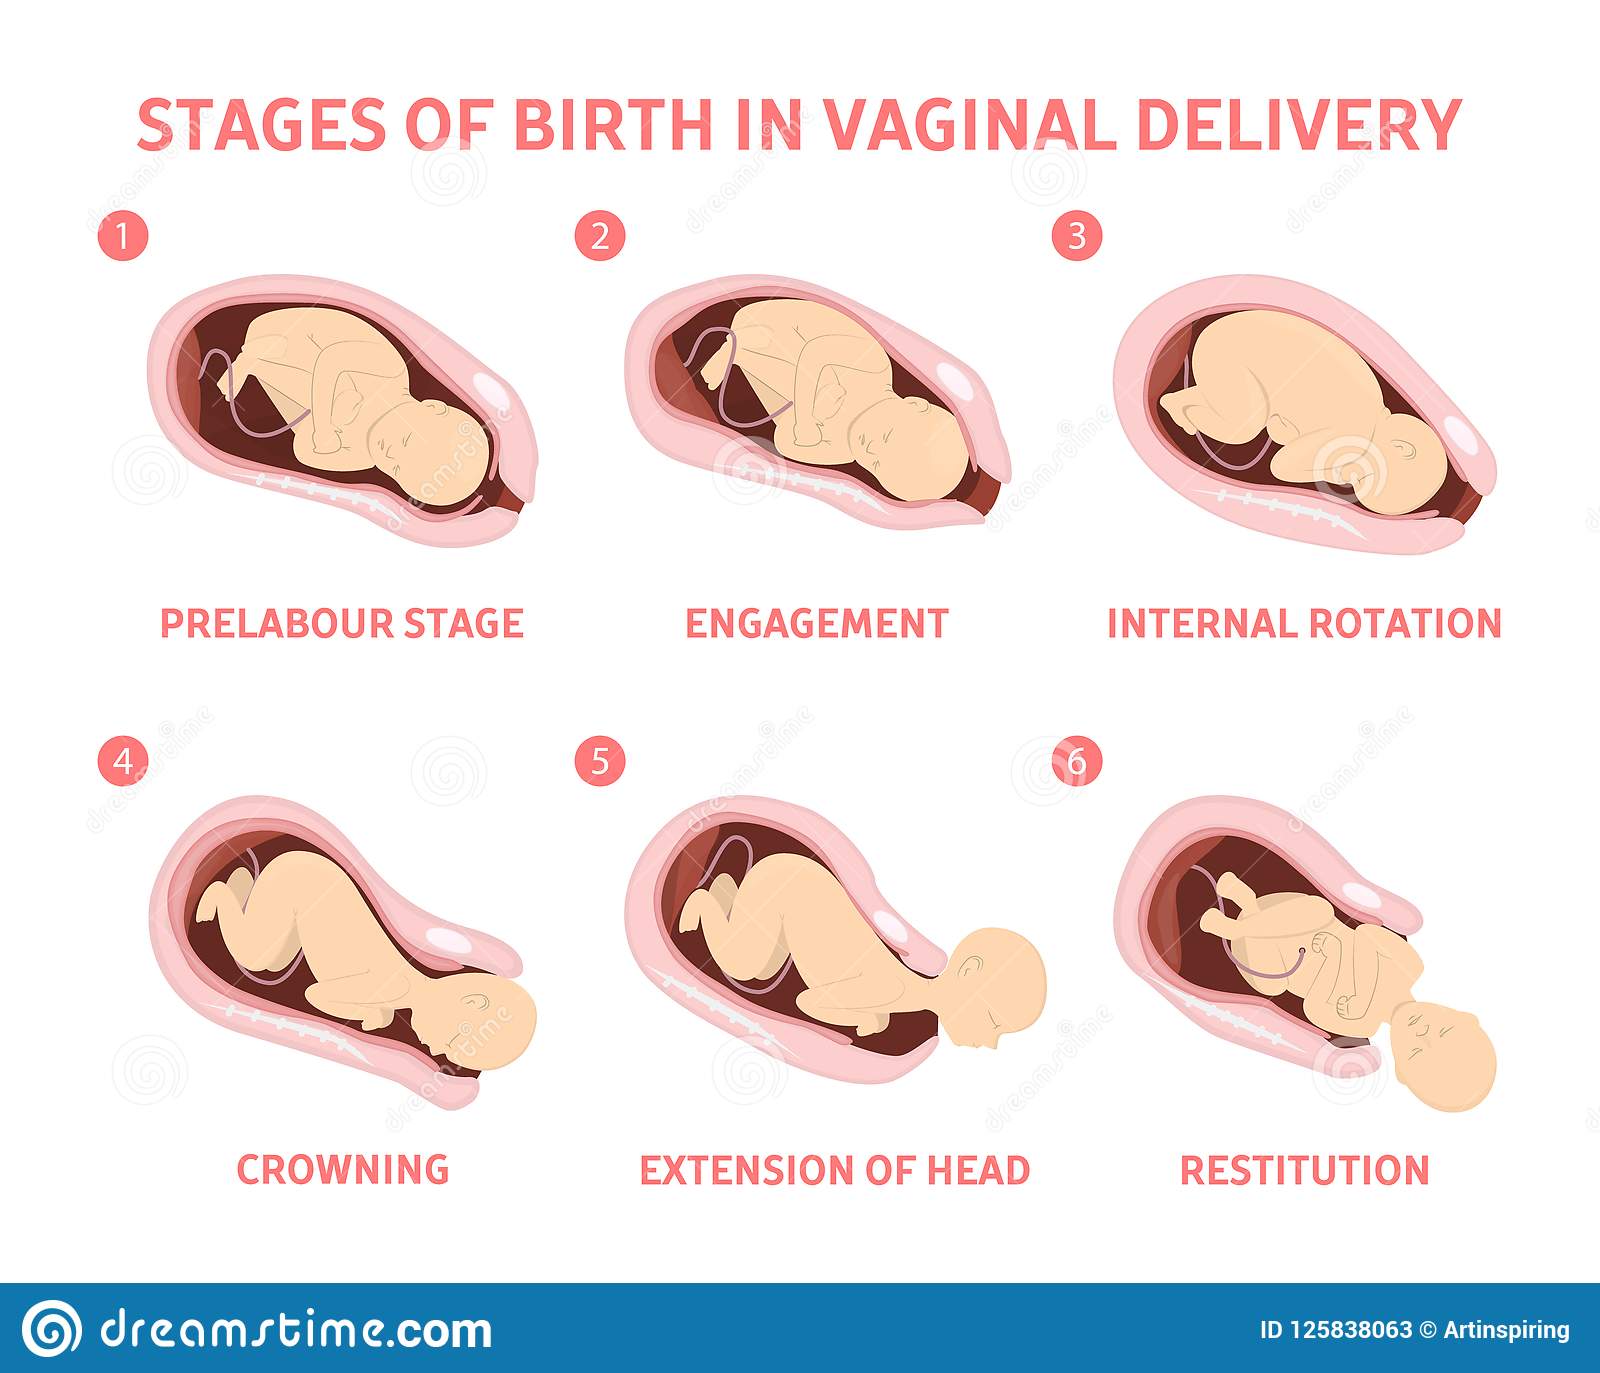 STAGES OF BIRTH IN VAGINAL DELIVERY
1
2
3
PRELABOUR STAGE
ENGAGEMENT
INTERNAL ROTATION
4
5
6
CROWNING
EXTENSION OF HEAD
RESTITUTION
dreamstime.com
ID 125838063 © Artinspiring